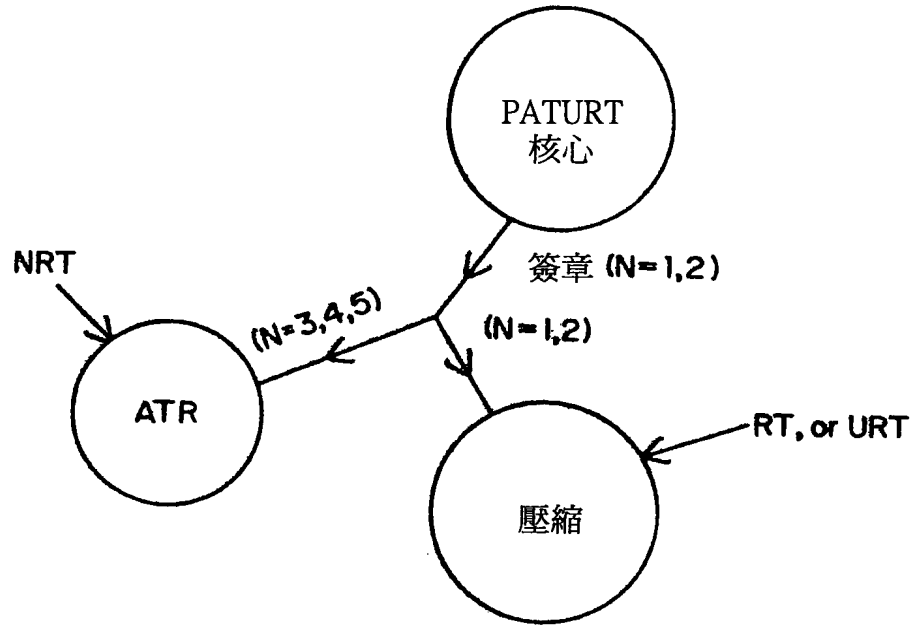 PATURT
核心
NRT
簽章 (N=1,2)
(N=3,4,5)
(N=1,2)
ATR
RT, or URT
壓縮